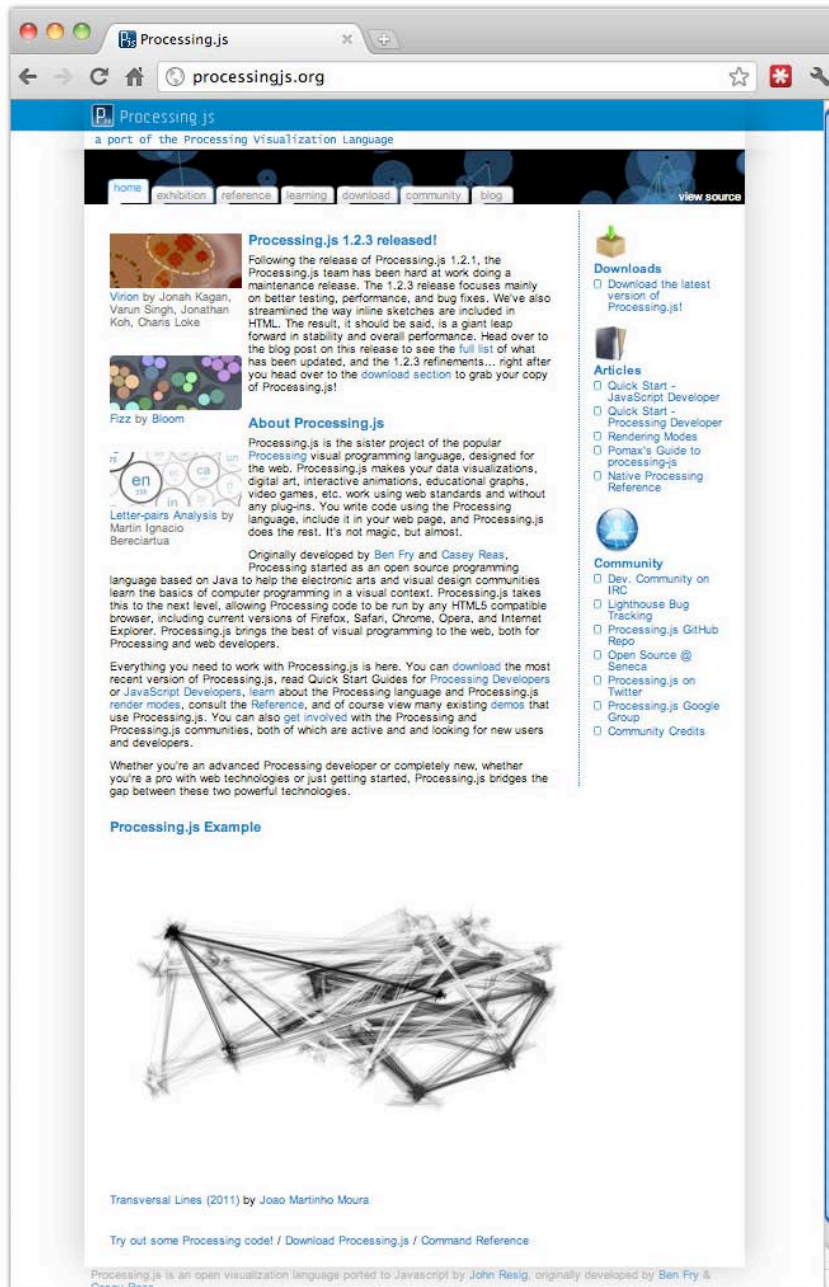 Processing.js
processingjs.org
Processing.js
a port of the Processing Visualization Language
home exhibition reference learning download community blog
view source
Virion by Jonah Kagan,
Varun Singh, Jonathan
Koh, Charis Loke
Fizz by Bloom
en
ca
un
in
Letter-pairs Analysis by
Martin Ignacio
Bereciartua
Processing.js 1.2.3 released!
Following the release of Processing.js 1.2.1, the
Processing.js team has been hard at work doing a
maintenance release. The 1.2.3 release focuses mainly
on better testing, performance, and bug fixes. We've also
streamlined the way inline sketches are included in
HTML. The result, it should be said, is a giant leap
forward in stability and overall performance. Head over to
the blog post on this release to see the full list of what
has been updated, and the 1.2.3 refinements... right after
you head over to the download section to grab your copy
of Processing.js!
About Processing.js
Processing.js is the sister project of the popular
Processing visual programming language, designed for
the web. Processing.js makes your data visualizations,
digital art, interactive animations, educational graphs,
video games, etc. work using web standards and without
any plug-ins. You write code using the Processing
language, include it in your web page, and Processing.js
does the rest. It's not magic, but almost.
Originally developed by Ben Fry and Casey Reas,
Processing started as an open source programming
language based on Java to help the electronic arts and visual design communities
learn the basics of computer programming in a visual context. Processing.js takes
this to the next level, allowing Processing code to be run by any HTML5 compatible
browser, including current versions of Firefox, Safari, Chrome, Opera, and Internet
Explorer. Processing.js brings the best of visual programming to the web, both for
Processing and web developers.
Everything you need to work with Processing.js is here. You can download the most
recent version of Processing.js, read Quick Start Guides for Processing Developers
or JavaScript Developers, learn about the Processing language and Processing.js
render modes, consult the Reference, and of course view many existing demos that
use Processing.js. You can also get involved with the Processing and
Processing.js communities, both of which are active and and looking for new users
and developers.
Whether you're an advanced Processing developer or completely new, whether
you're a pro with web technologies or just getting started, Processing.js bridges the
gap between these two powerful technologies.
Processing.js Example
Transversal Lines (2011) by Joao Martinho Moura
Try out some Processing code! / Download Processing.js / Command Reference
Downloads
Download the latest
version of
Processing.js!
Articles
Quick Start -
JavaScript Developer
Quick Start -
Processing Developer
Rendering Modes
Pomax's Guide to
processing-js
Native Processing
Reference
Community
Dev. Community on
IRC
Lighthouse Bug
Tracking
Processing.js GitHub
Repo
Open Source @
Seneca
Processing.js on
Twitter
Processing.js Google
Group
Community Credits
Processing.js is an open visualization language ported to Javascript by John Resig, originally developed by Ben Fry &
Casey Reas